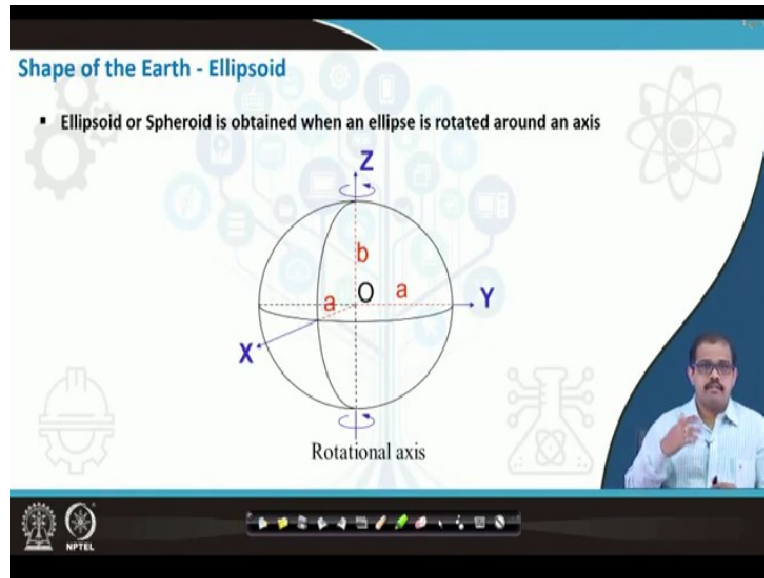 Shape of the Earth - Ellipsoid
▪ Ellipsoid or Spheroid is obtained when an ellipse is rotated around an axis
Z
b
a O a
Y
X
Rotational axis
NPTEL